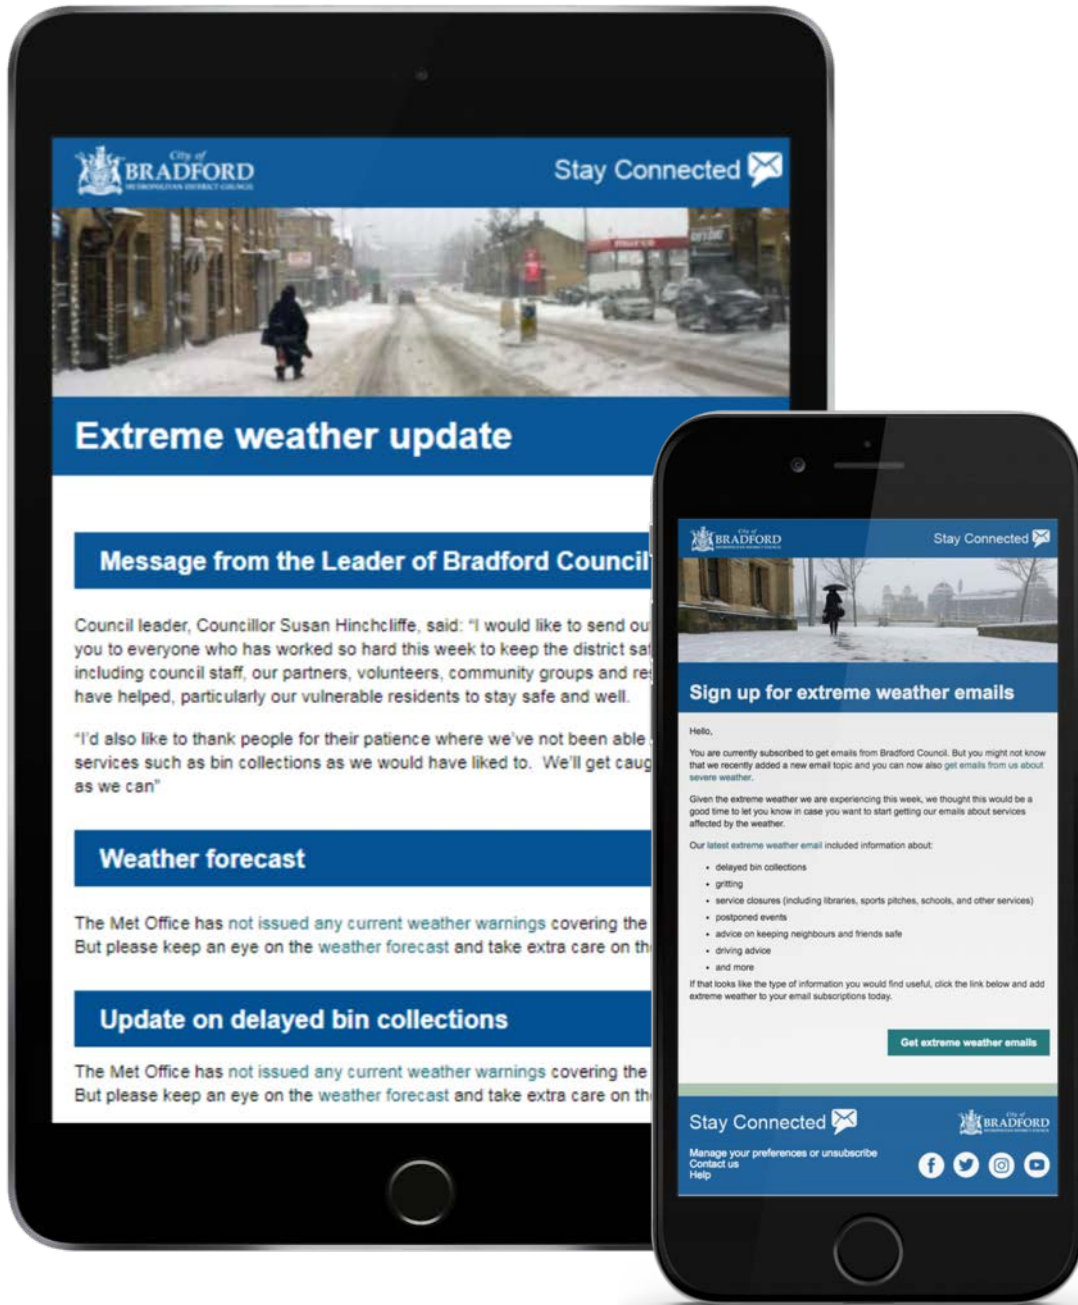 City of
BRADFORD
METROPOLITAN DISTRICT COUNCIL
Stay Connected
Extreme weather update
Message from the Leader of Bradford Council
Council leader, Councillor Susan Hinchcliffe, said: “I would like to send ou
you to everyone who has worked so hard this week to keep the district sa
including council staff, our partners, volunteers, community groups and re
have helped, particularly our vulnerable residents to stay safe and well.
“I’d also like to thank people for their patience where we’ve not been able
services such as bin collections as we would have liked to.  We’ll get caug
as we can”
Weather forecast
The Met Office has not issued any current weather warnings covering the
But please keep an eye on the weather forecast and take extra care on th
Update on delayed bin collections
The Met Office has not issued any current weather warnings covering the
But please keep an eye on the weather forecast and take extra care on th
City of
BRADFORD
METROPOLITAN DISTRICT COUNCIL
Stay Connected
Sign up for extreme weather emails
Hello,
You are currently subscribed to get emails from Bradford Council. But you might not know
that we recently added a new email topic and you can now also get emails from us about
severe weather.
Given the extreme weather we are experiencing this week, we thought this would be a
good time to let you know in case you want to start getting our emails about services
affected by the weather.
Our latest extreme weather email included information about:
• delayed bin collections
• gritting
• service closures (including libraries, sports pitches, schools, and other services)
• postponed events
• advice on keeping neighbours and friends safe
• driving advice
• and more
If that looks like the type of information you would find useful, click the link below and add
extreme weather to your email subscriptions today.
Get extreme weather emails
Stay Connected
City of
BRADFORD
METROPOLITAN DISTRICT COUNCIL
Manage your preferences or unsubscribe
Contact us
Help